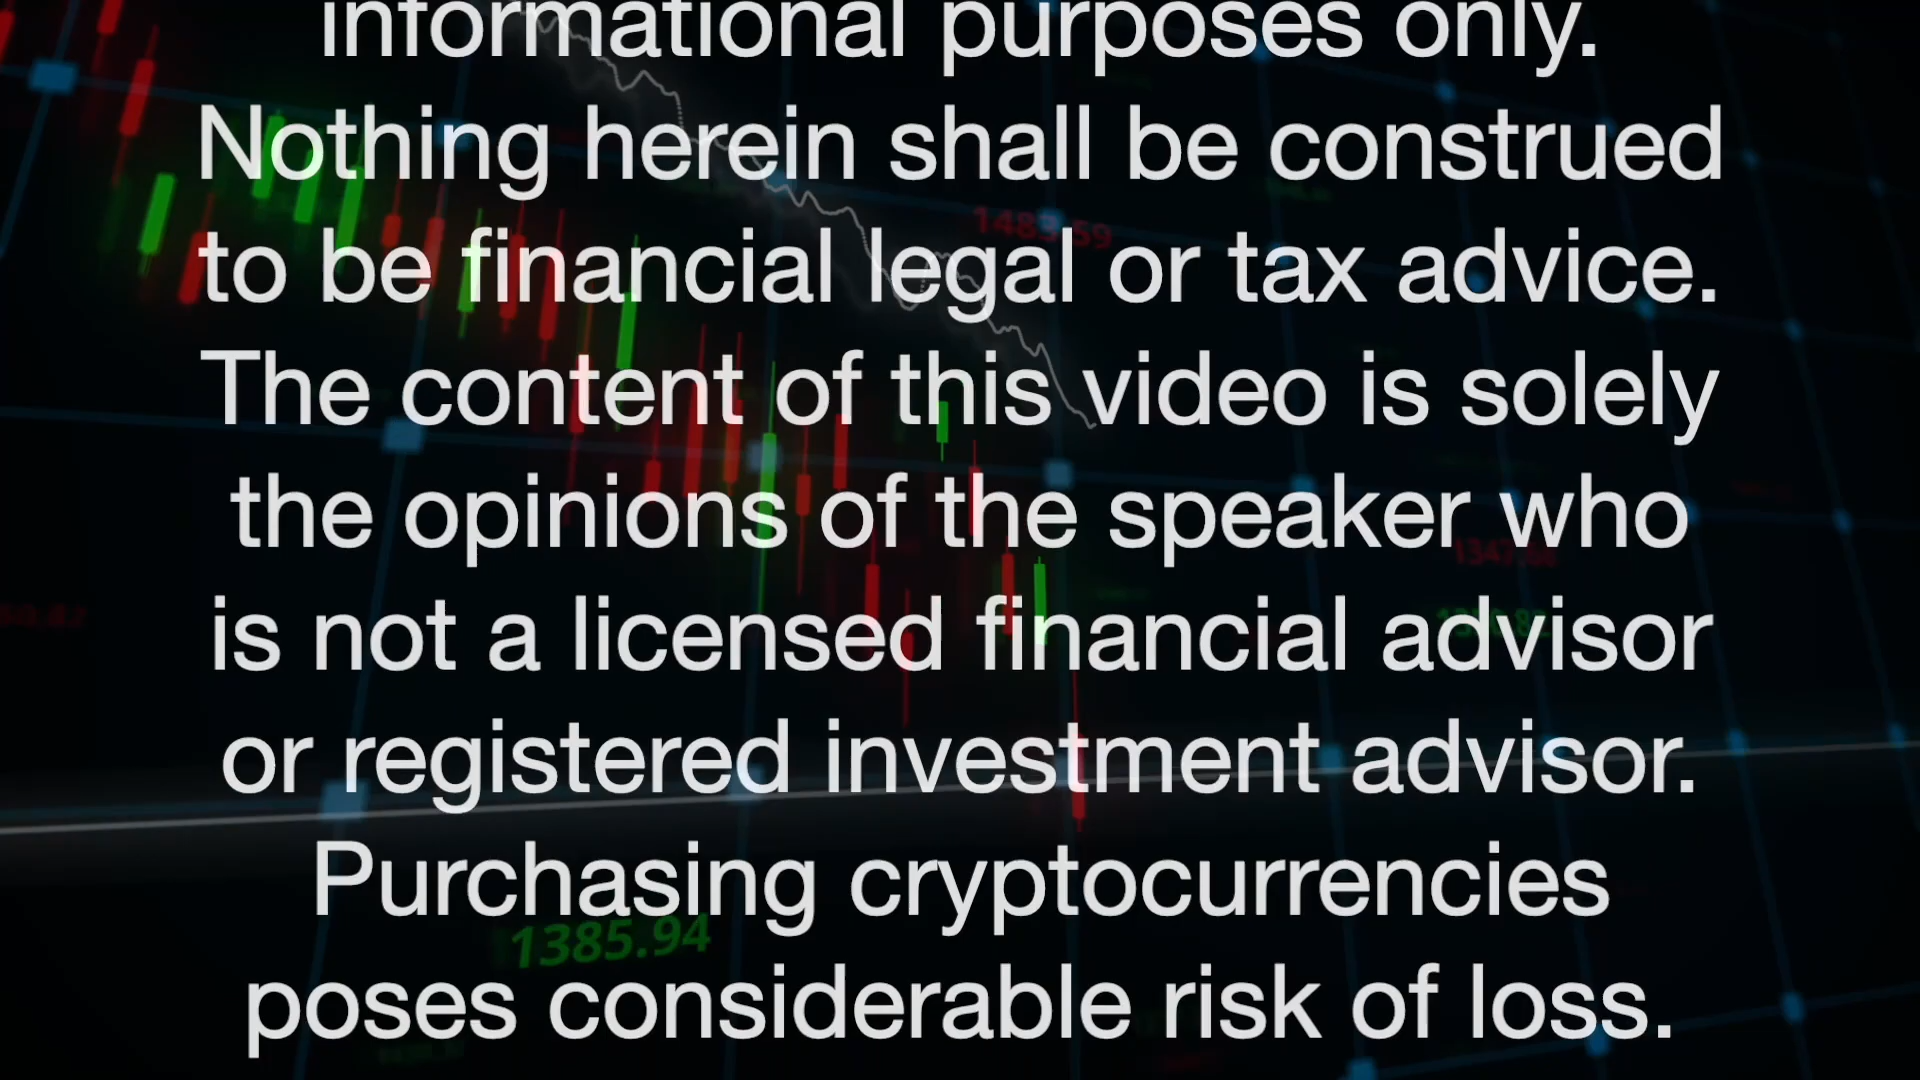 informational purposes only.
Nothing herein shall be construed
to be financial legal or tax advice.
The content of this video is solely
the opinions of the speaker who
is not a licensed financial advisor
or registered investment advisor.
Purchasing cryptocurrencies
poses considerable risk of loss.
1483.59
1385.94